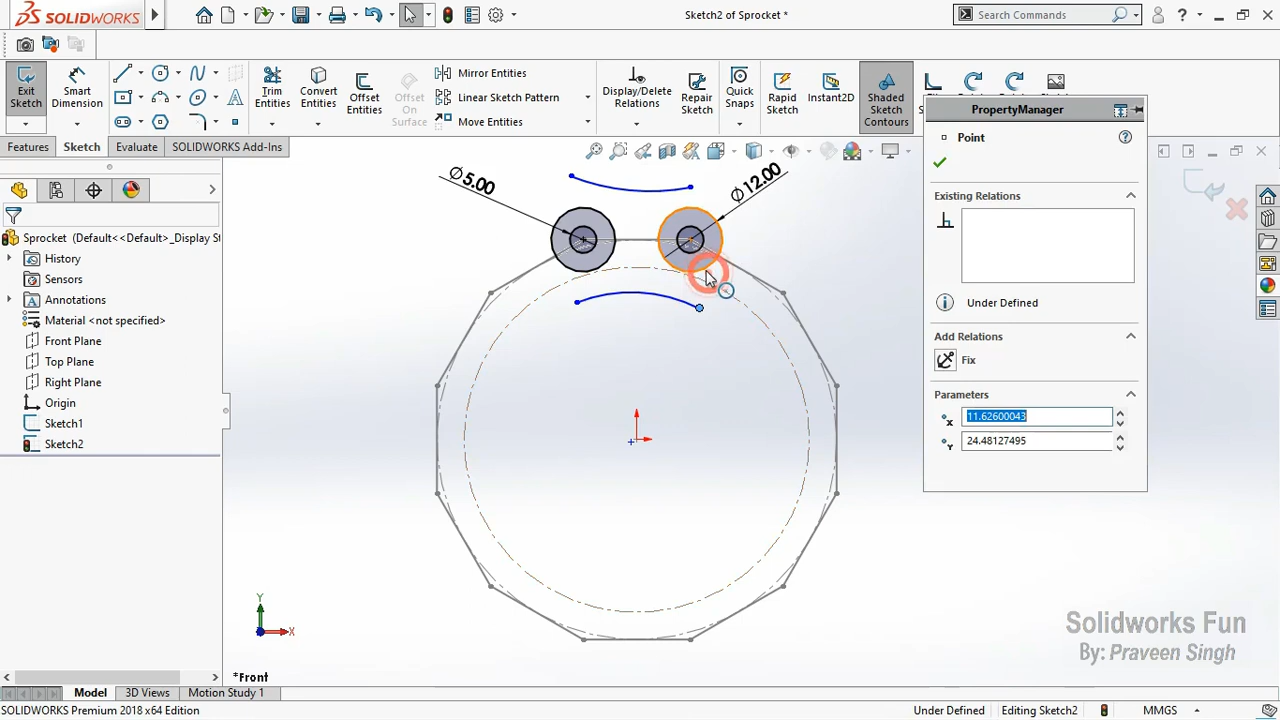 SOLIDWORKS
Sketch2 of Sprocket *
Search Commands
Exit Sketch
Smart Dimension
Trim Entities
Convert Entities
Offset Entities
Offset On Surface
Mirror Entities
Linear Sketch Pattern
Move Entities
Display/Delete Relations
Repair Sketch
Quick Snaps
Rapid Sketch
Instant2D
Shaded Sketch Contours
Features
Sketch
Evaluate
SOLIDWORKS Add-Ins
Sprocket (Default<<Default>_Display St
History
Sensors
Annotations
Material <not specified>
Front Plane
Top Plane
Right Plane
Origin
Sketch1
Sketch2
Ø5.00
Ø12.00
PropertyManager
Point
Existing Relations
Under Defined
Add Relations
Fix
Parameters
11.62600043
24.48127495
Y
X
*Front
Solidworks Fun
By: Praveen Singh
Model
3D Views
Motion Study 1
SOLIDWORKS Premium 2018 x64 Edition
Under Defined
Editing Sketch2
MMGS